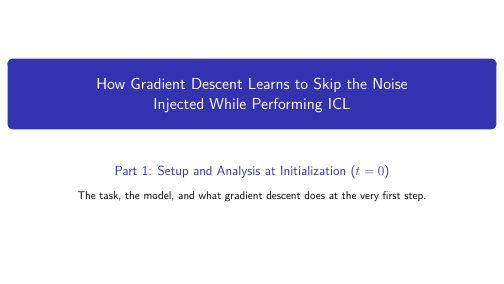 How Gradient Descent Learns to Skip the Noise
Injected While Performing ICL
Part 1: Setup and Analysis at Initialization (t = 0)
The task, the model, and what gradient descent does at the very first step.